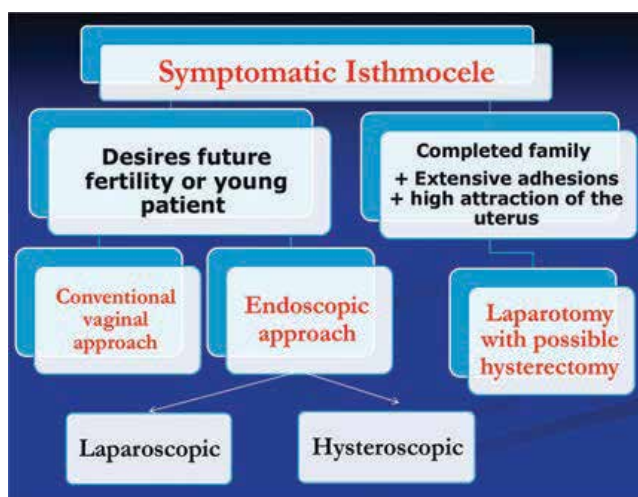 Symptomatic Isthmocele
Desires future
fertility or young
patient
Completed family
+ Extensive adhesions
+ high attraction of the
uterus
Conventional
vaginal
approach
Endoscopic
approach
Laparotomy
with possible
hysterectomy
Laparoscopic
Hysteroscopic